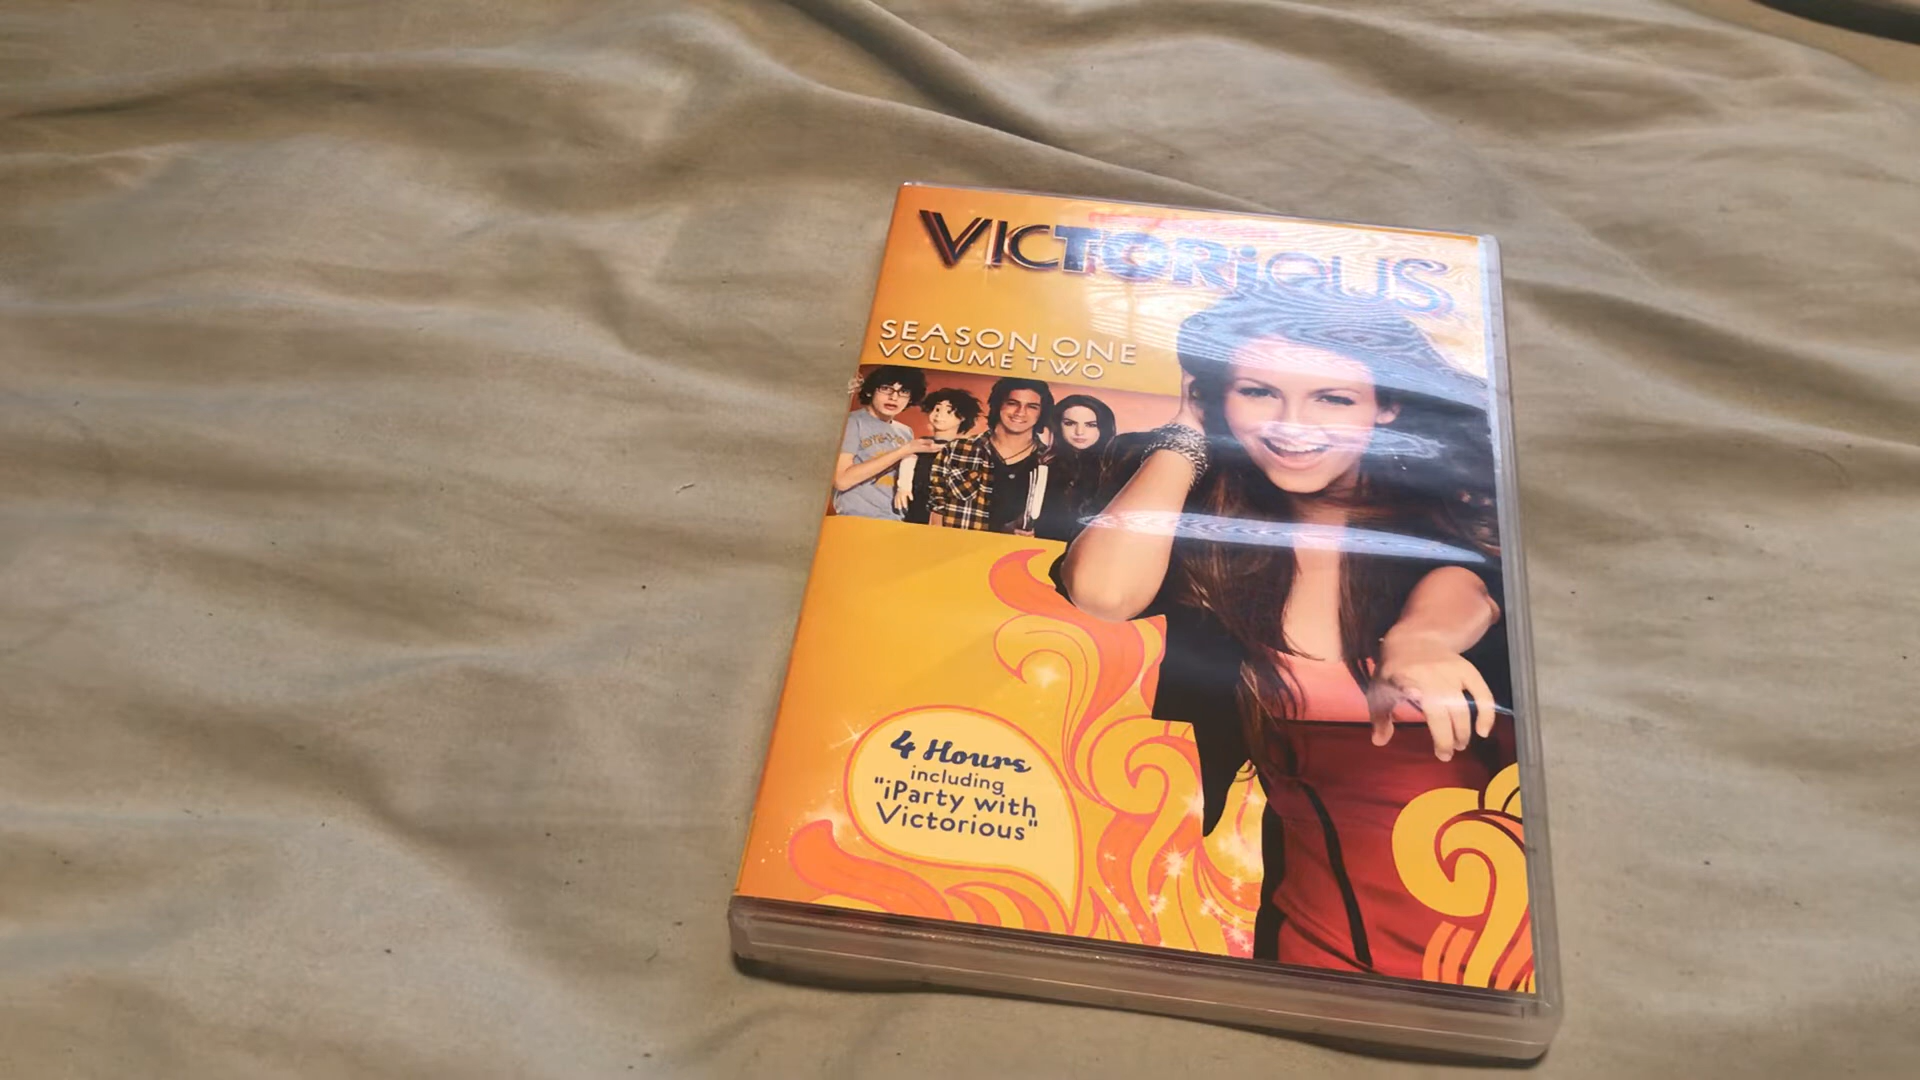 VICTORiOUS
SEASON ONE
VOLUME TWO
4 Hours
including
"iParty with
Victorious"